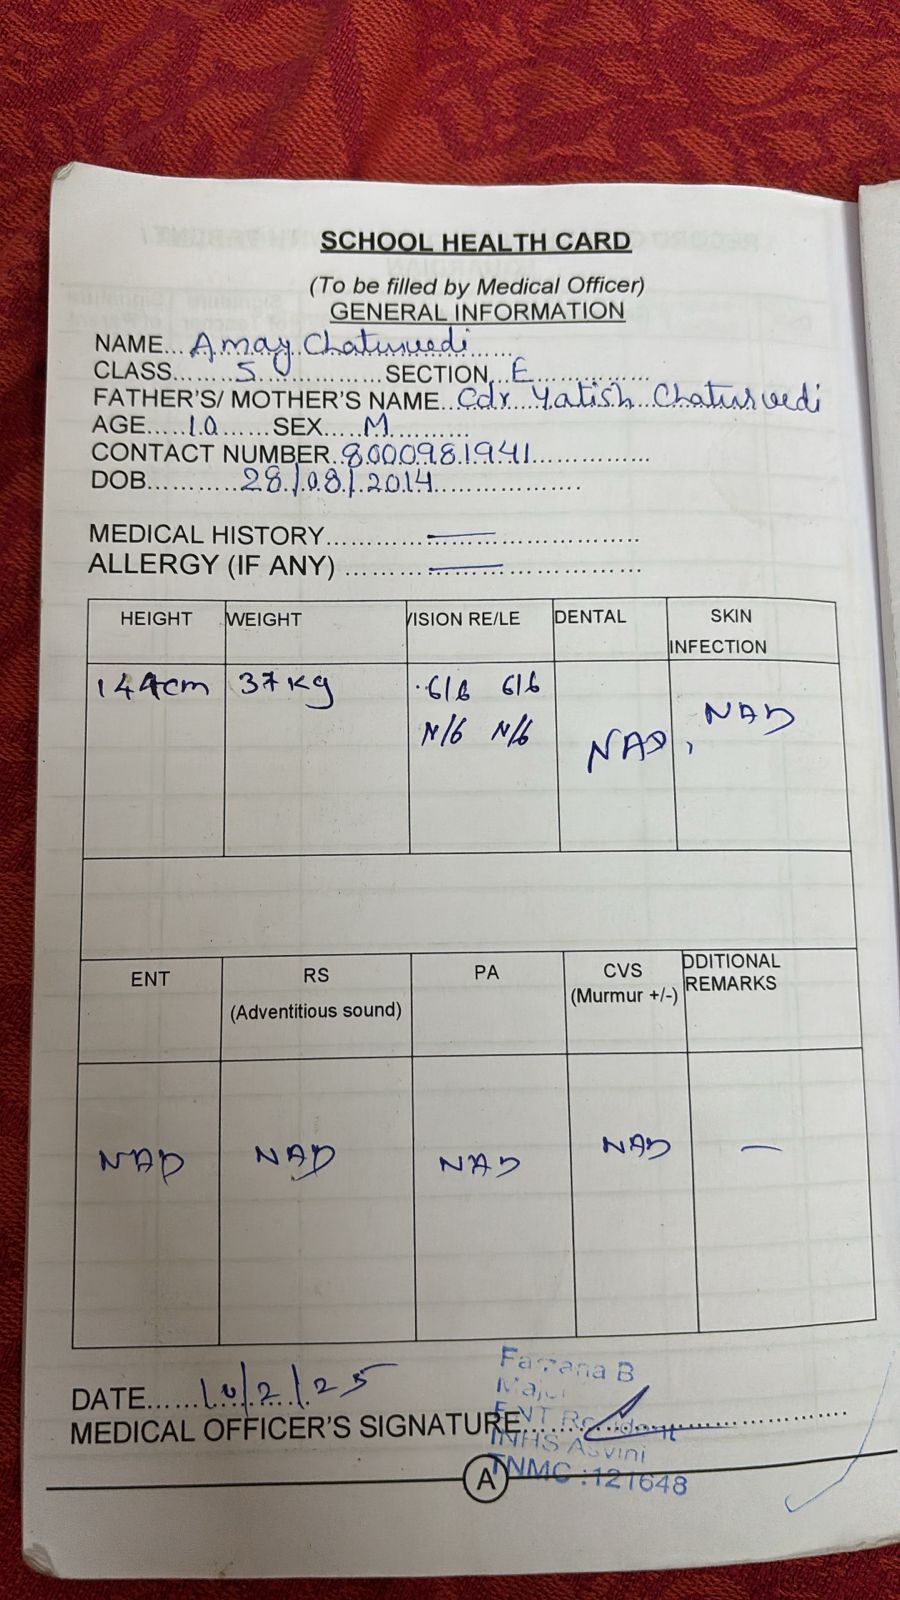 SCHOOL HEALTH CARD
(To be filled by Medical Officer)
GENERAL INFORMATION
NAME... Amay Chaturvedi ......
CLASS....... 5 ............... SECTION... E ..............
FATHER'S/ MOTHER'S NAME.. Cdr Yatish Chaturvedi
AGE..... 10 ...... SEX..... M ..........
CONTACT NUMBER.. 8000981941 ...............
DOB........... 28/08/2014 ..................
MEDICAL HISTORY........... — .....................
ALLERGY (IF ANY) ........... — .....................
HEIGHT WEIGHT VISION RE/LE DENTAL SKIN INFECTION
144cm 37kg 6/6 6/6 NAD NAD
N/6 N/6
ENT RS PA CVS DDITIONAL
(Adventitious sound) (Murmur +/-) REMARKS
NAD NAD NAD NAD —
DATE...... 10/2/25
Farzana B
Major
MEDICAL OFFICER'S SIGNATURE...........................
ENT Resident
INHS Asvini
TNMC :121648
A